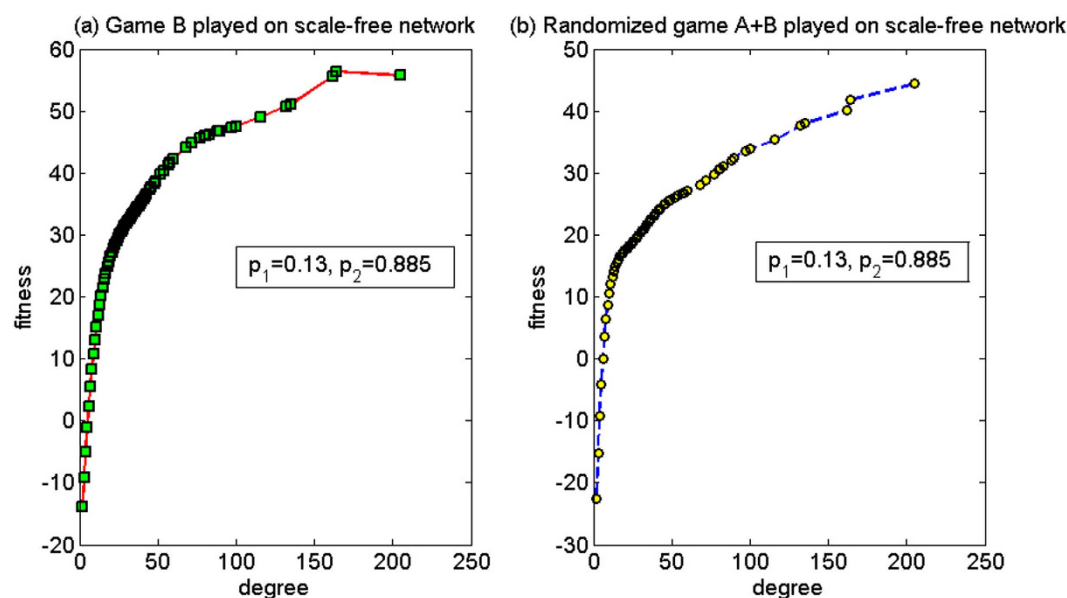 (a) Game B played on scale-free network
60
50
40
30
20
10
0
-10
-20
fitness
p1=0.13, p2=0.885
0 50 100 150 200 250
degree
(b) Randomized game A+B played on scale-free network
50
40
30
20
10
0
-10
-20
-30
fitness
p1=0.13, p2=0.885
0 50 100 150 200 250
degree